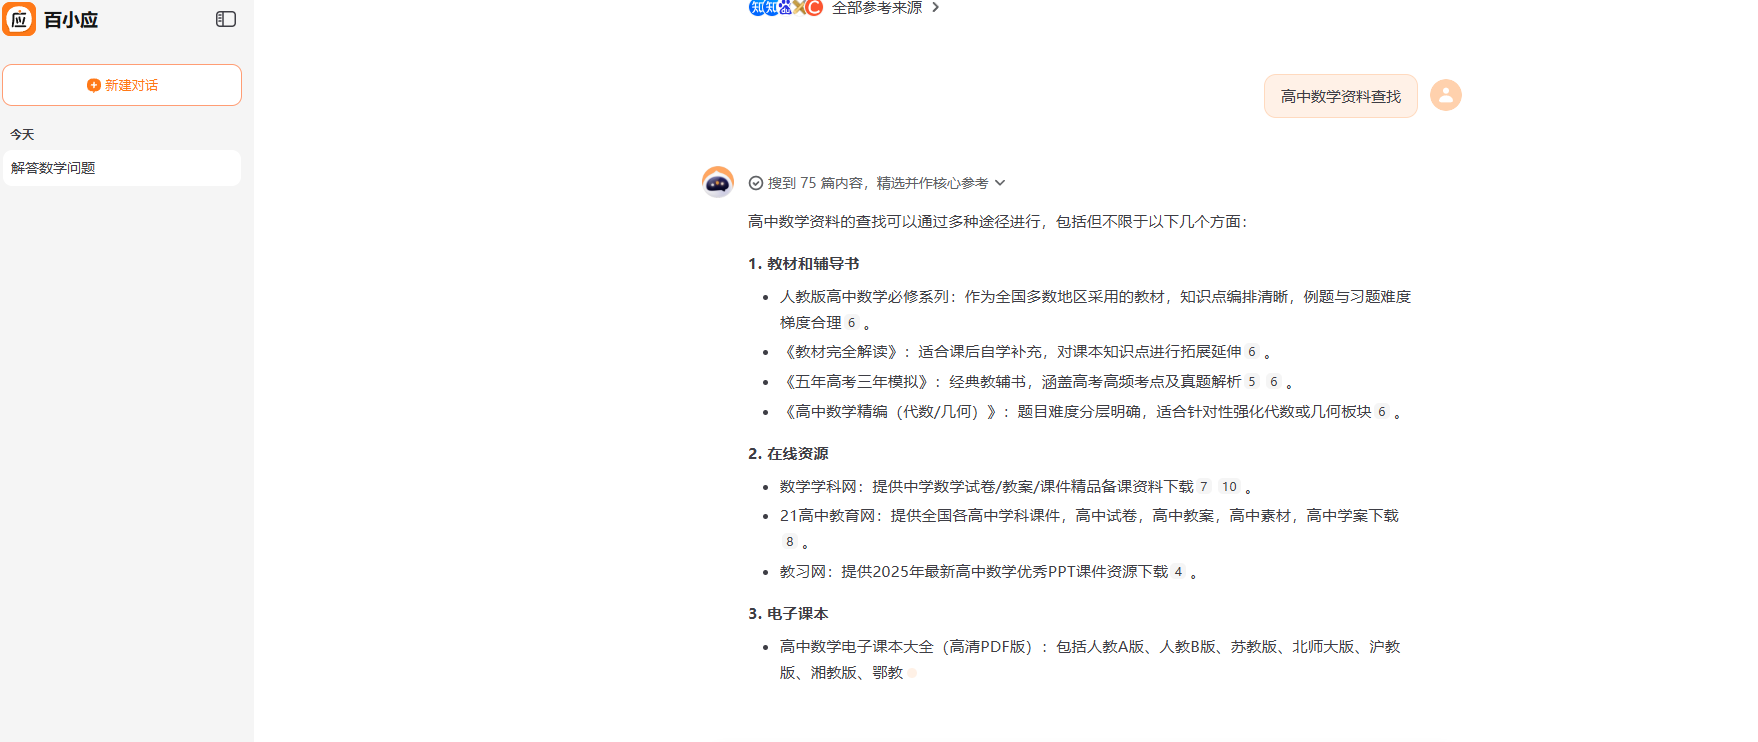 应 百小应
新建对话
今天
解答数学问题
知 知 du C 全部参考来源
高中数学资料查找
搜到 75 篇内容，精选并作核心参考
高中数学资料的查找可以通过多种途径进行，包括但不限于以下几个方面：
1. 教材和辅导书
人教版高中数学必修系列：作为全国多数地区采用的教材，知识点编排清晰，例题与习题难度
梯度合理 6 。
《教材完全解读》：适合课后自学补充，对课本知识点进行拓展延伸 6 。
《五年高考三年模拟》：经典教辅书，涵盖高考高频考点及真题解析 5 6 。
《高中数学精编（代数/几何）》：题目难度分层明确，适合针对性强化代数或几何板块 6 。
2. 在线资源
数学学科网：提供中学数学试卷/教案/课件精品备课资料下载 7 10 。
21高中教育网：提供全国各高中学科课件，高中试卷，高中教案，高中素材，高中学案下载
8 。
教习网：提供2025年最新高中数学优秀PPT课件资源下载 4 。
3. 电子课本
高中数学电子课本大全（高清PDF版）：包括人教A版、人教B版、苏教版、北师大版、沪教
版、湘教版、鄂教